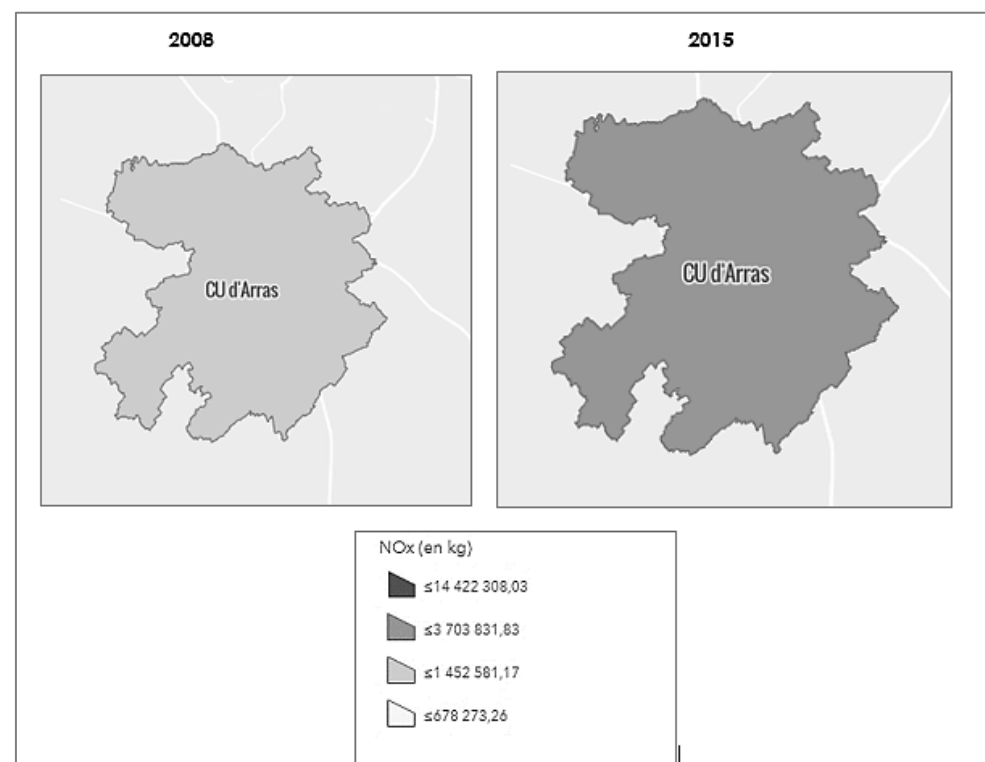 2008
2015
CU d'Arras
CU d'Arras
NOx (en kg)
≤14 422 308,03
≤3 703 831,83
≤1 452 581,17
≤678 273,26